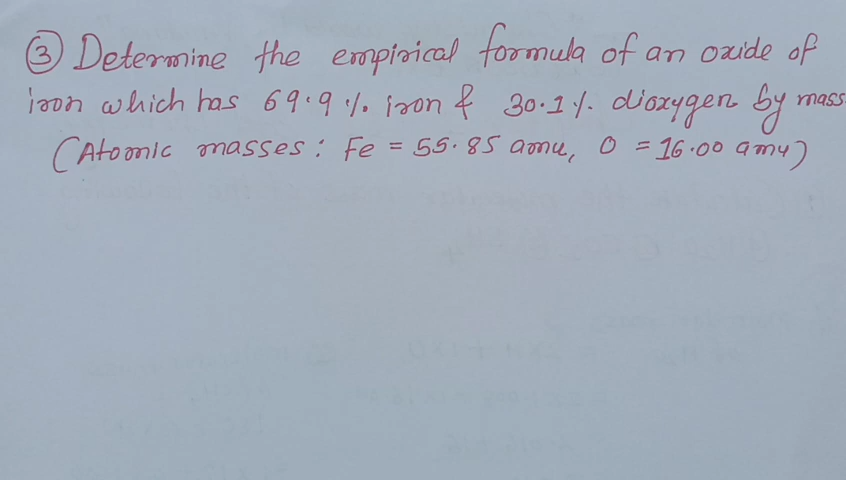 ③ Determine the empirical formula of an oxide of
iron which has 69.9 % iron & 30.1 % dioxygen by mass
(Atomic masses : Fe = 55.85 amu, O = 16.00 amu)